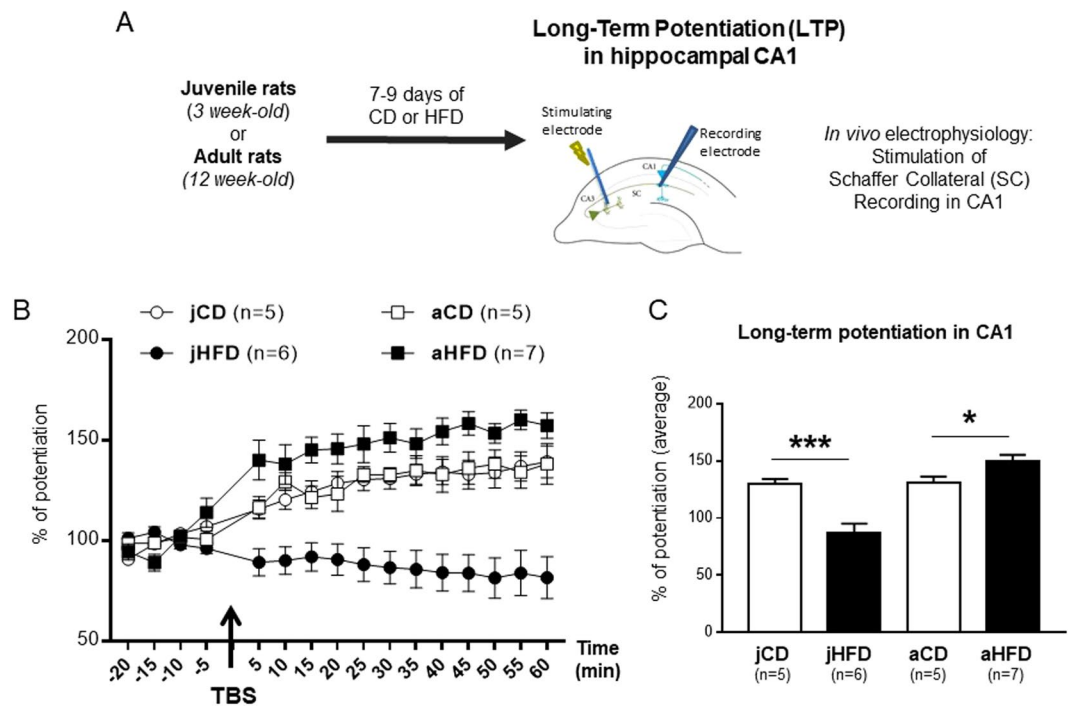 A
Long-Term Potentiation (LTP)
in hippocampal CA1
Juvenile rats
(3 week-old)
or
Adult rats
(12 week-old)
7-9 days of
CD or HFD
Stimulating
electrode
Recording
electrode
CA1
CA3
SC
In vivo electrophysiology:
Stimulation of
Schaffer Collateral (SC)
Recording in CA1
B
jCD (n=5)
aCD (n=5)
jHFD (n=6)
aHFD (n=7)
% of potentiation
200
150
100
50
-20 -15 -10 -5 5 10 15 20 25 30 35 40 45 50 55 60
Time
(min)
TBS
C
Long-term potentiation in CA1
% of potentiation (average)
200
150
100
50
0
***
*
jCD jHFD aCD aHFD
(n=5) (n=6) (n=5) (n=7)